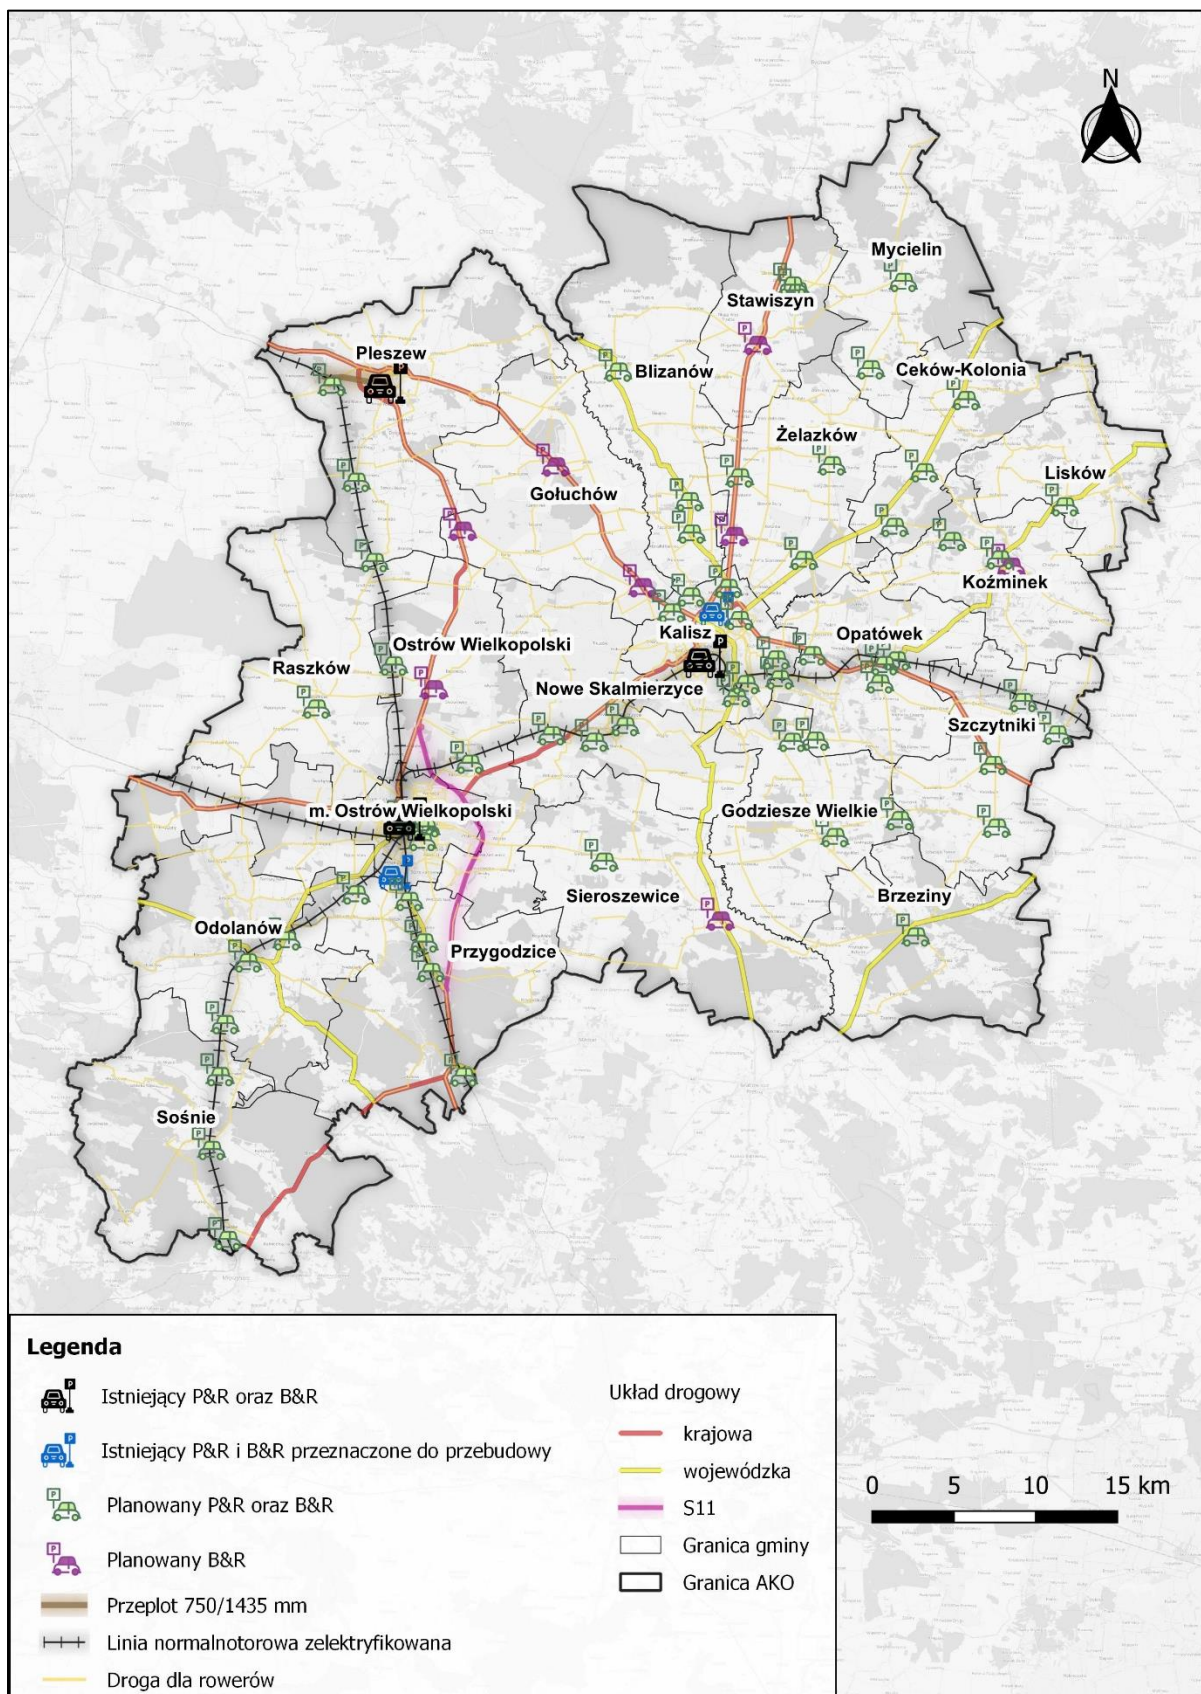 N
Mycielin
Stawiszyn
Pleszew
Blizanów
Ceków-Kolonia
Żelazków
Lisków
Gołuchów
Koźminek
Kalisz
Opatówek
Ostrów Wielkopolski
Raszków
Nowe Skalmierzyce
Szczytniki
m. Ostrów Wielkopolski
Godziesze Wielkie
Sieroszewice
Brzeziny
Odolanów
Przygodzice
Sośnie
Legenda
Istniejący P&R oraz B&R
Istniejący P&R i B&R przeznaczone do przebudowy
Planowany P&R oraz B&R
Planowany B&R
Przeplot 750/1435 mm
Linia normalnotorowa zelektryfikowana
Droga dla rowerów
Układ drogowy
krajowa
wojewódzka
S11
Granica gminy
Granica AKO
0 5 10 15 km